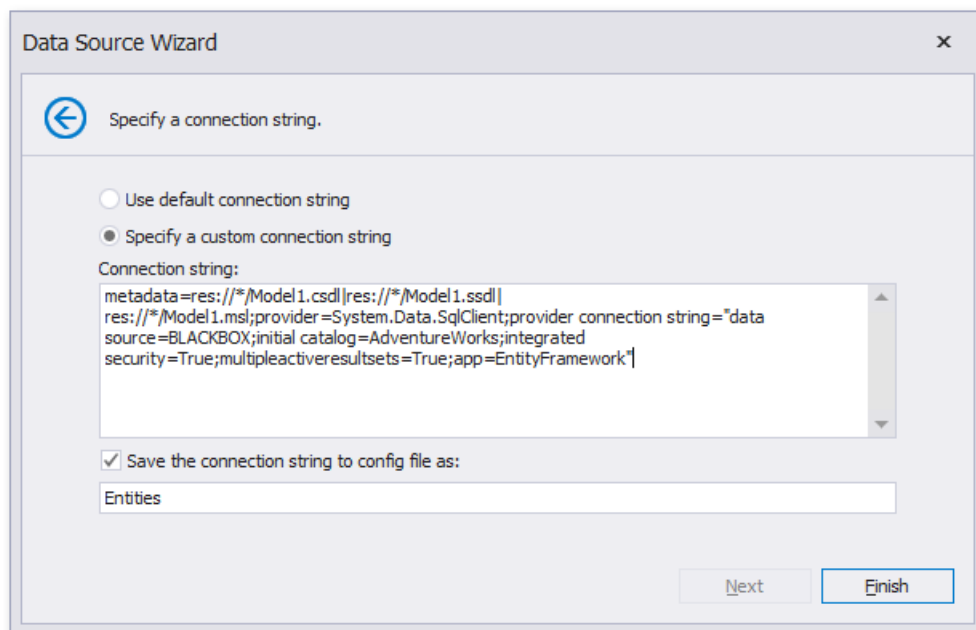 Data Source Wizard
Specify a connection string.
Use default connection string
Specify a custom connection string
Connection string:
metadata=res://*/Model1.csdl|res://*/Model1.ssdl|
res://*/Model1.msl;provider=System.Data.SqlClient;provider connection string="data
source=BLACKBOX;initial catalog=AdventureWorks;integrated
security=True;multipleactiveresultsets=True;app=EntityFramework"
Save the connection string to config file as:
Entities
Next
Finish